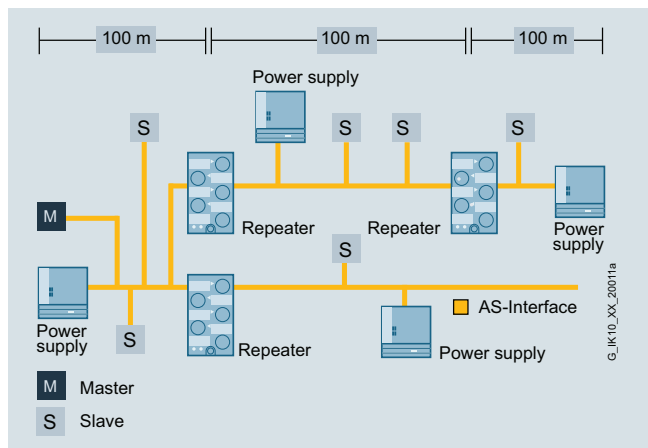 100 m
100 m
100 m
Power supply
S
S
S
S
M
Repeater
Repeater
Power
supply
S
AS-Interface
Power
supply
S
Repeater
Power supply
M Master
S Slave
G_IK10_XX_20011a